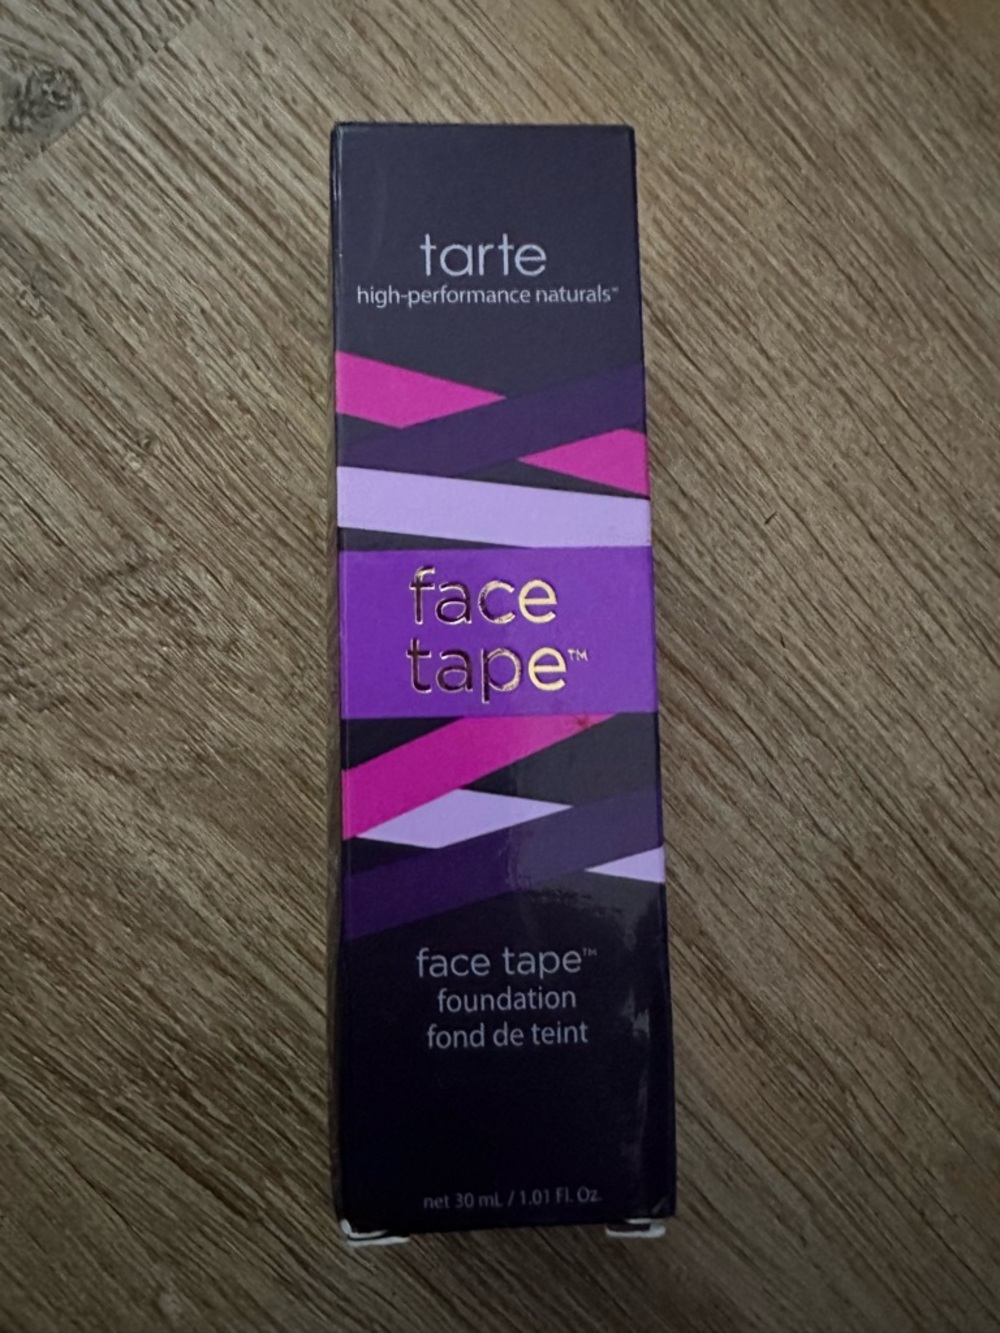 tarte
high-performance naturals™
face
tape™
face tape™
foundation
fond de teint
net 30 mL / 1.01 Fl. Oz.